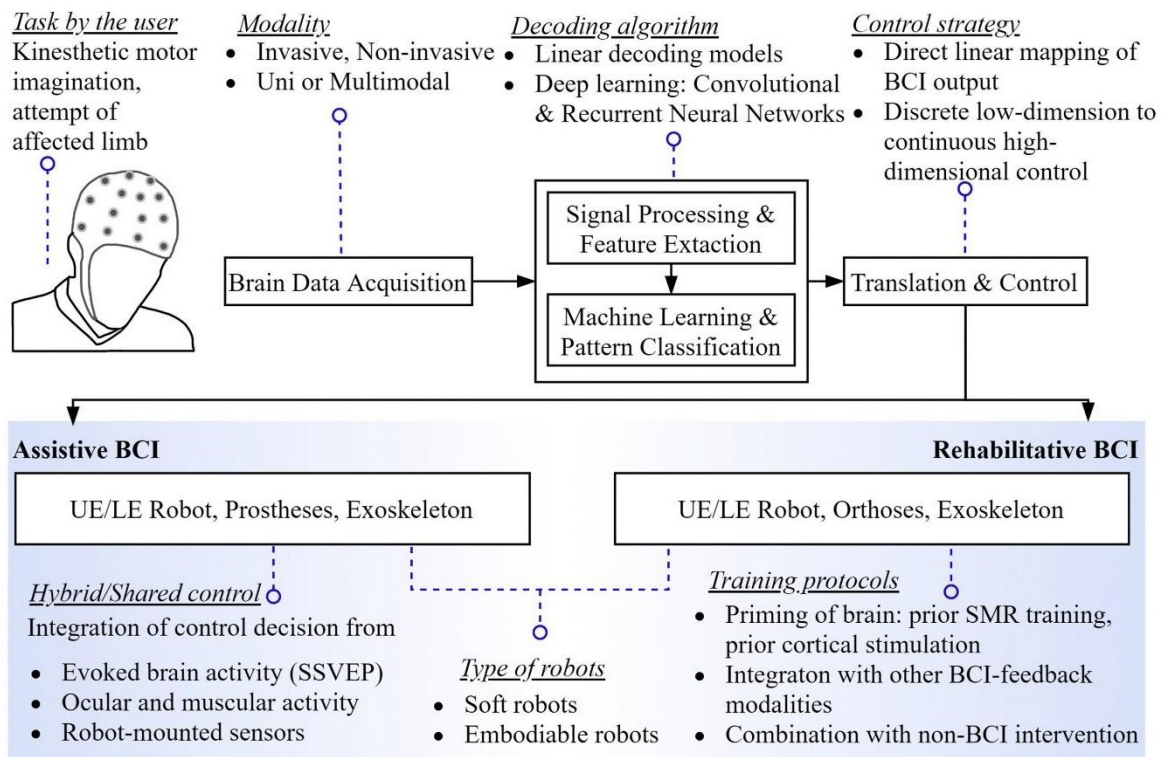 Task by the user
Kinesthetic motor
imagination,
attempt of
affected limb
Modality
• Invasive, Non-invasive
• Uni or Multimodal
Decoding algorithm
• Linear decoding models
• Deep learning: Convolutional
& Recurrent Neural Networks
Control strategy
• Direct linear mapping of
BCI output
• Discrete low-dimension to
continuous high-
dimensional control
Brain Data Acquisition
Signal Processing &
Feature Extaction
Machine Learning &
Pattern Classification
Translation & Control
Assistive BCI
UE/LE Robot, Prostheses, Exoskeleton
Rehabilitative BCI
UE/LE Robot, Orthoses, Exoskeleton
Hybrid/Shared control
Integration of control decision from
• Evoked brain activity (SSVEP)
• Ocular and muscular activity
• Robot-mounted sensors
Type of robots
• Soft robots
• Embodiable robots
Training protocols
• Priming of brain: prior SMR training,
prior cortical stimulation
• Integraton with other BCI-feedback
modalities
• Combination with non-BCI intervention